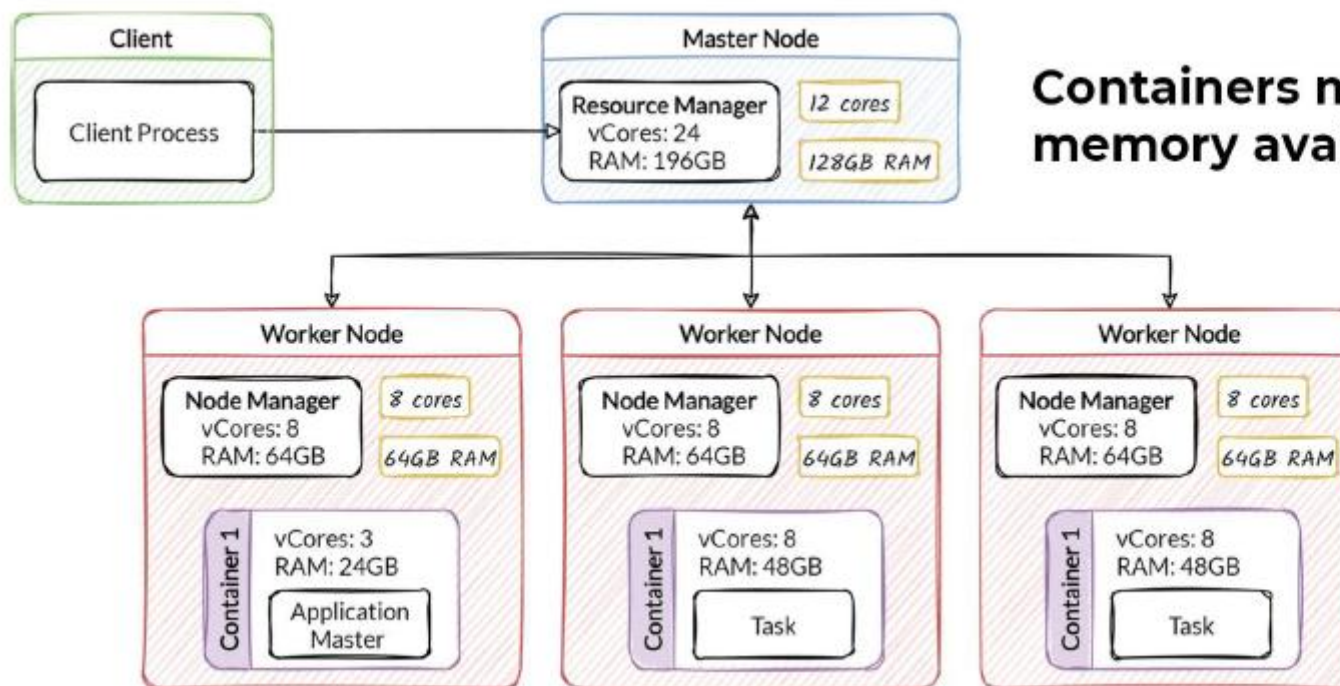 Client
Client Process
Master Node
Resource Manager
vCores: 24
RAM: 196GB
12 cores
128GB RAM
Containers
memory
Worker Node
Node Manager
vCores: 8
RAM: 64GB
8 cores
64GB RAM
Container 1
vCores: 3
RAM: 24GB
Application
Master
Worker Node
Node Manager
vCores: 8
RAM: 64GB
8 cores
64GB RAM
Container 1
vCores: 8
RAM: 48GB
Task
Worker Node
Node Manager
vCores: 8
RAM: 64GB
8 cores
64GB RAM
Container 1
vCores: 8
RAM: 48GB
Task